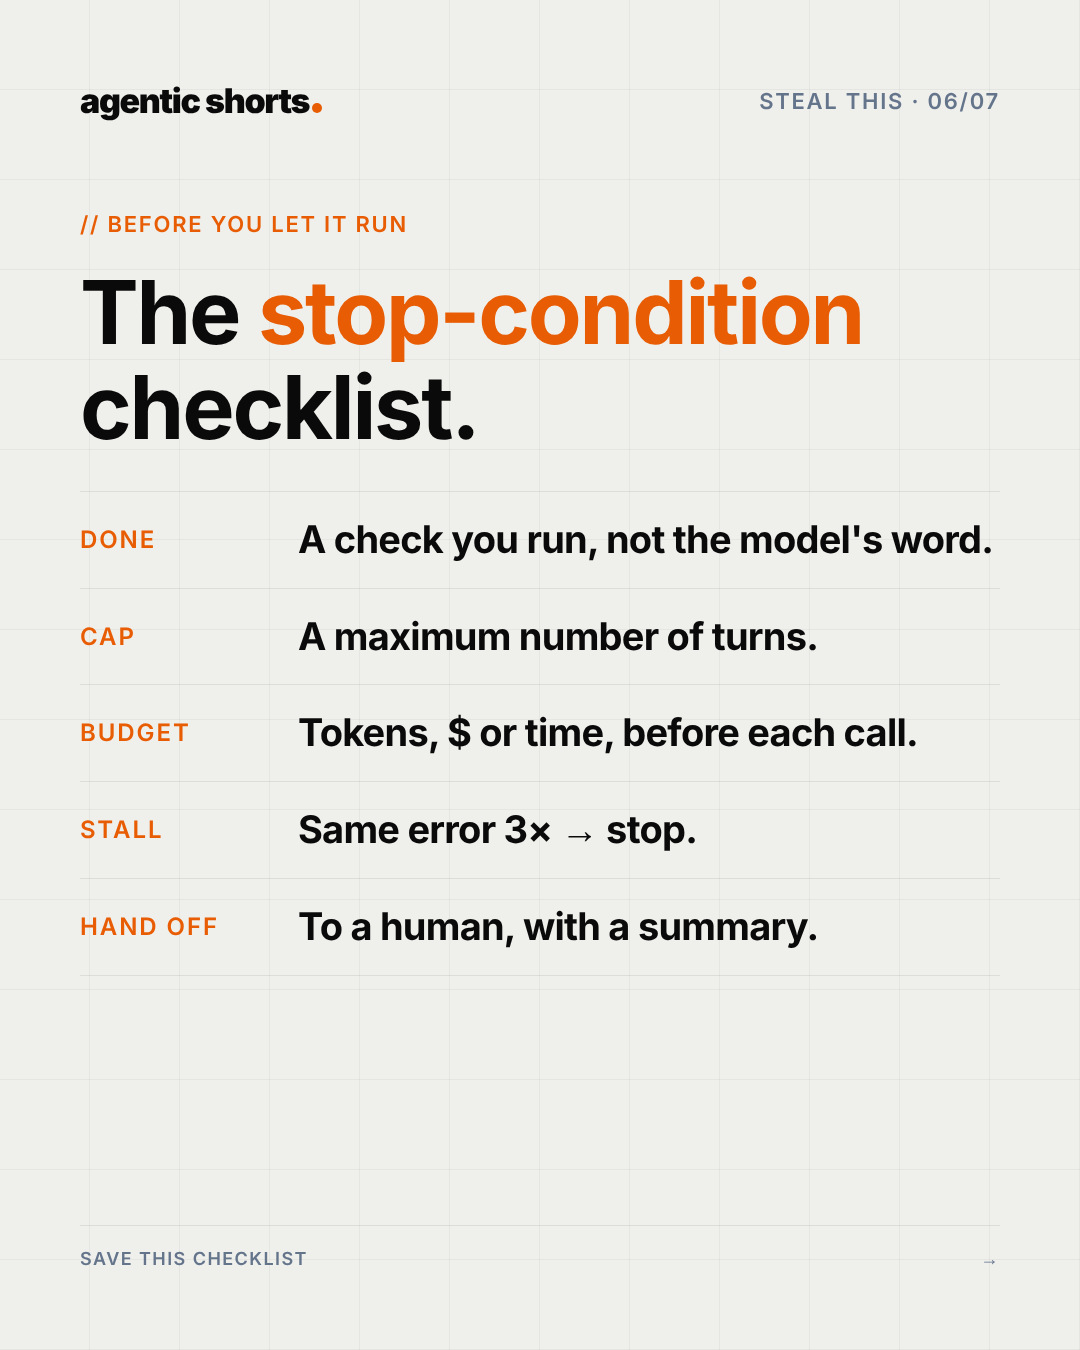 agentic shorts.
STEAL THIS · 06/07
// BEFORE YOU LET IT RUN
The stop-condition
checklist.
DONE A check you run, not the model's word.
CAP A maximum number of turns.
BUDGET Tokens, $ or time, before each call.
STALL Same error 3× → stop.
HAND OFF To a human, with a summary.
SAVE THIS CHECKLIST →